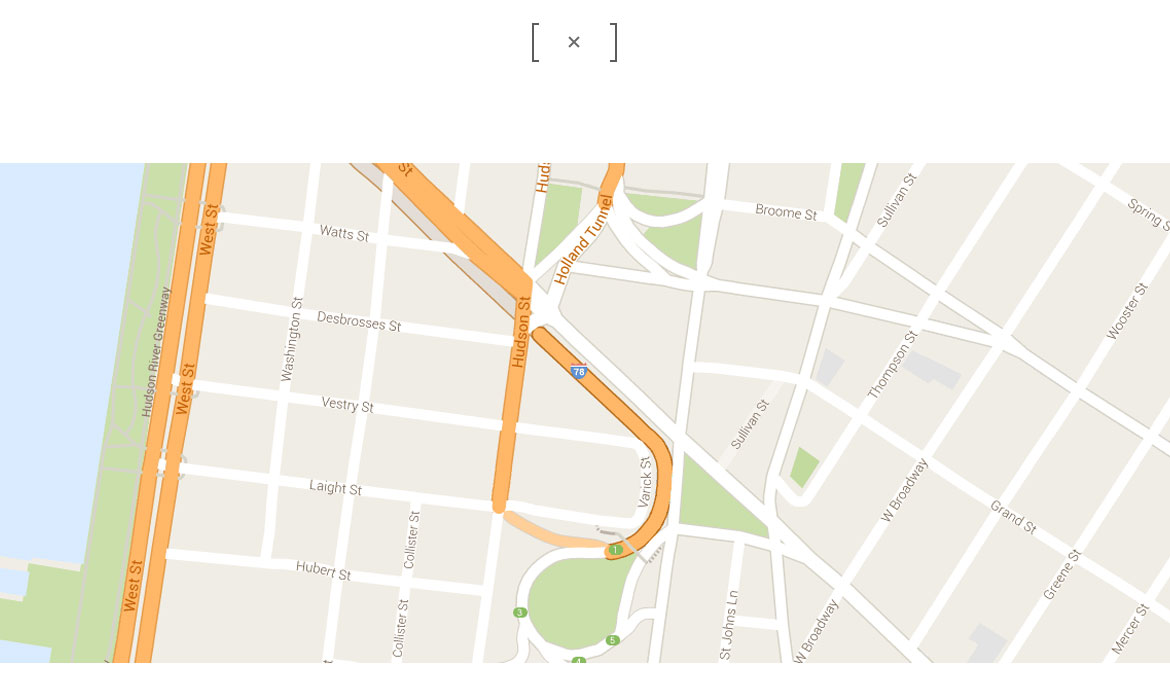 [ × ]
St
Huds
West St
Watts St
Holland Tunnel
Broome St
Sullivan St
Spring S
Hudson River Greenway
Washington St
Desbrosses St
Hudson St
78
Wooster St
West St
Vestry St
Thompson St
Sullivan St
Laight St
Varick St
W Broadway
Grand St
Collister St
1
West St
Hubert St
Greene St
3
Collister St
5
St Johns Ln
W Broadway
Mercer St
4